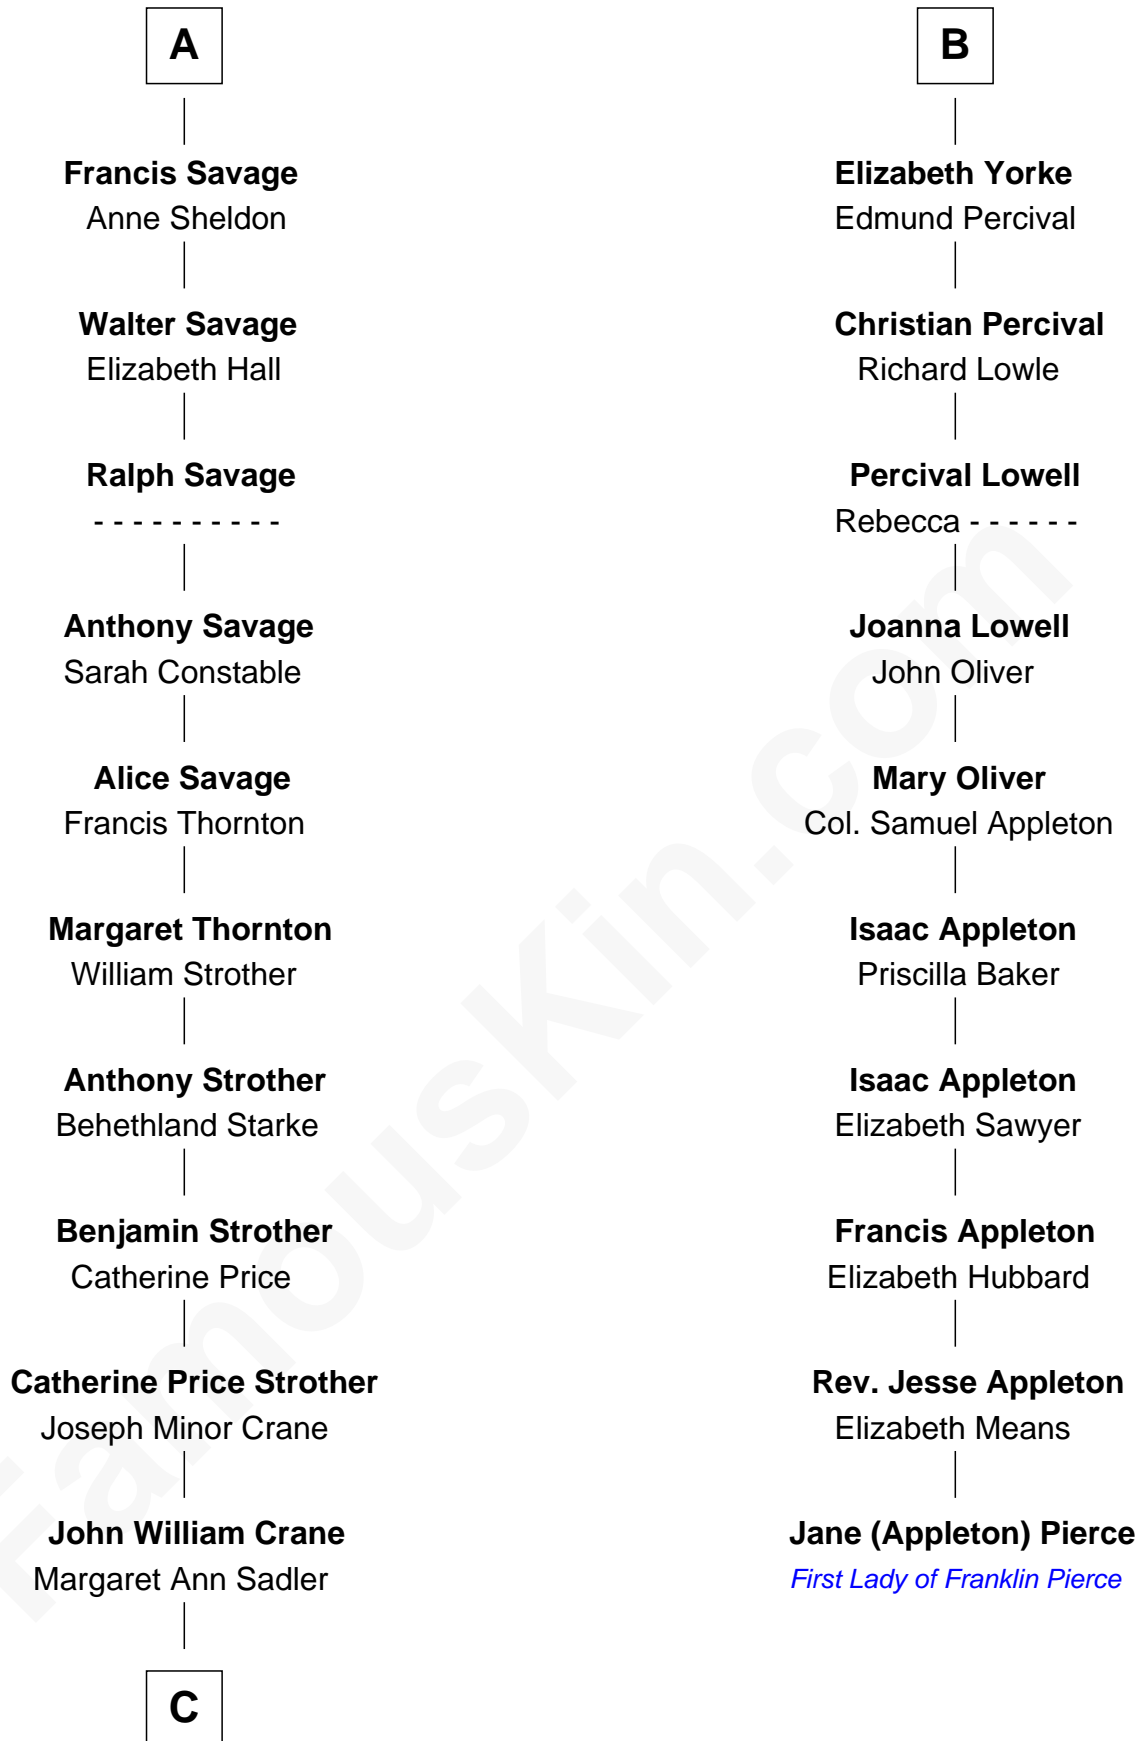 A
Francis Savage
Anne Sheldon
Walter Savage
Elizabeth Hall
Ralph Savage
- - - - - - - - - -
Anthony Savage
Sarah Constable
Alice Savage
Francis Thornton
Margaret Thornton
William Strother
Anthony Strother
Behethland Starke
Benjamin Strother
Catherine Price
Catherine Price Strother
Joseph Minor Crane
John William Crane
Margaret Ann Sadler
C
B
Elizabeth Yorke
Edmund Percival
Christian Percival
Richard Lowle
Percival Lowell
Rebecca - - - - - -
Joanna Lowell
John Oliver
Mary Oliver
Col. Samuel Appleton
Isaac Appleton
Priscilla Baker
Isaac Appleton
Elizabeth Sawyer
Francis Appleton
Elizabeth Hubbard
Rev. Jesse Appleton
Elizabeth Means
Jane (Appleton) Pierce
First Lady of Franklin Pierce
FamousKin.com